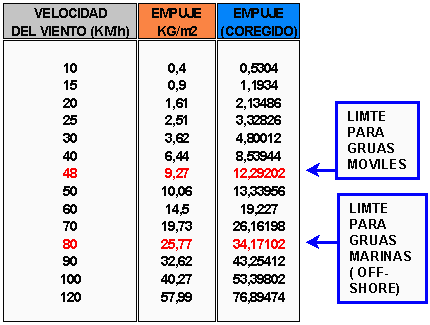 VELOCIDAD DEL VIENTO (KM/h) EMPUJE KG/m2 EMPUJE (COREGIDO)
10 0,4 0,5304
15 0,9 1,1934
20 1,61 2,13486
25 2,51 3,32826
30 3,62 4,80012
40 6,44 8,53944
48 9,27 12,29202
50 10,06 13,33956
60 14,5 19,227
70 19,73 26,16198
80 25,77 34,17102
90 32,62 43,25412
100 40,27 53,39802
120 57,99 76,89474
LIMTE
PARA
GRUAS
MOVILES
LIMTE
PARA
GRUAS
MARINAS
( OFF-
SHORE)